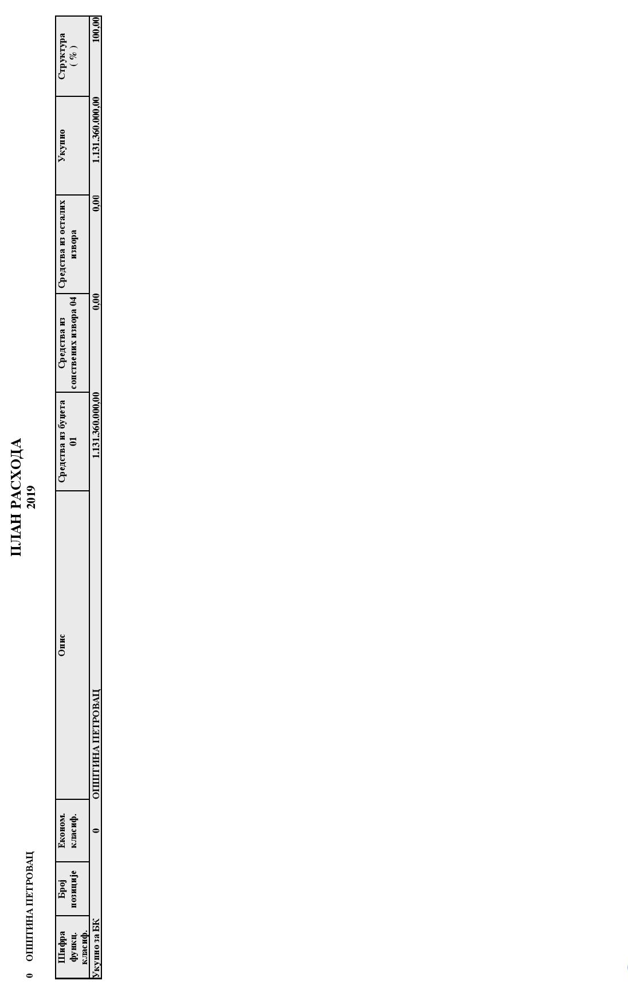 ПЛАН РАСХОДА
2019
0 ОПШТИНА ПЕТРОВАЦ
Шифра
функц.
класиф.
Број
позиције
Економ.
класиф.
Опис
Средства из буџета
01
Средства из
сопствених извора 04
Средства из осталих
извора
Укупно
Структура
( % )
Укупно за БК 0 ОПШТИНА ПЕТРОВАЦ 1.131.360.000,00 0,00 0,00 1.131.360.000,00 100,00